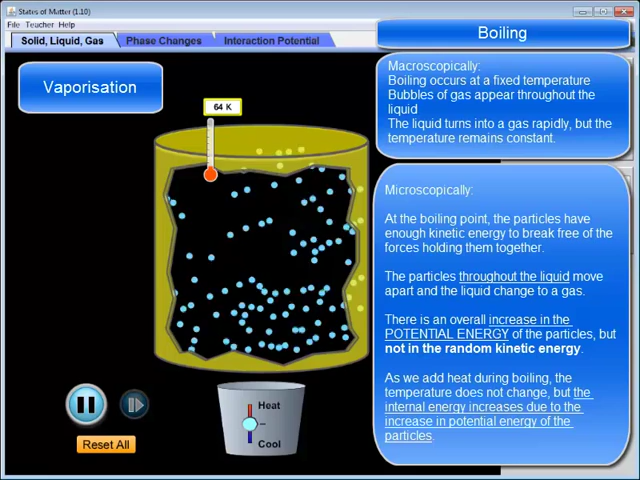 States of Matter (1.10)
File Teacher Help
Solid, Liquid, Gas
Phase Changes
Interaction Potential
Boiling
Vaporisation
64 K
Macroscopically:
Boiling occurs at a fixed temperature
Bubbles of gas appear throughout the
liquid
The liquid turns into a gas rapidly, but the
temperature remains constant.
Microscopically:
At the boiling point, the particles have
enough kinetic energy to break free of the
forces holding them together.
The particles throughout the liquid move
apart and the liquid change to a gas.
There is an overall increase in the
POTENTIAL ENERGY of the particles, but
not in the random kinetic energy.
As we add heat during boiling, the
temperature does not change, but the
internal energy increases due to the
increase in potential energy of the
particles.
Heat
Cool
Reset All